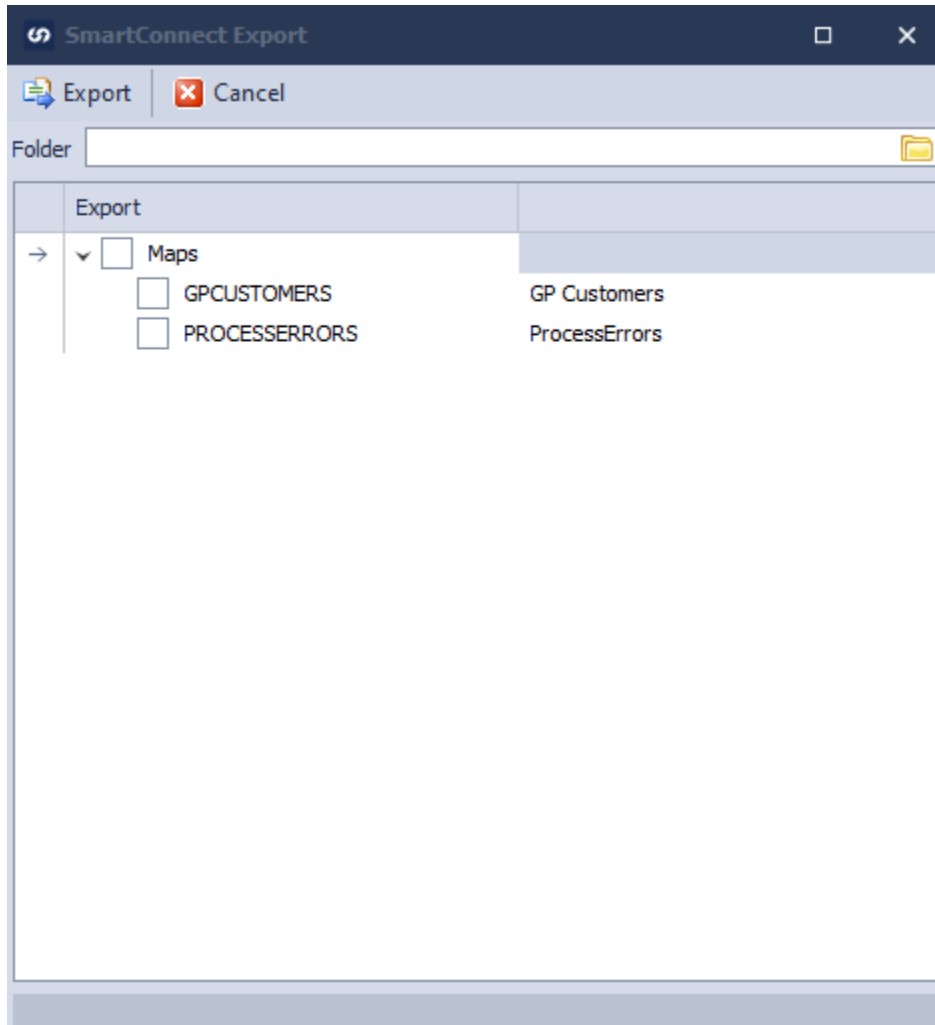 SmartConnect Export
Export Cancel
Folder
Export
Maps
GPCUSTOMERS GP Customers
PROCESSERRORS ProcessErrors